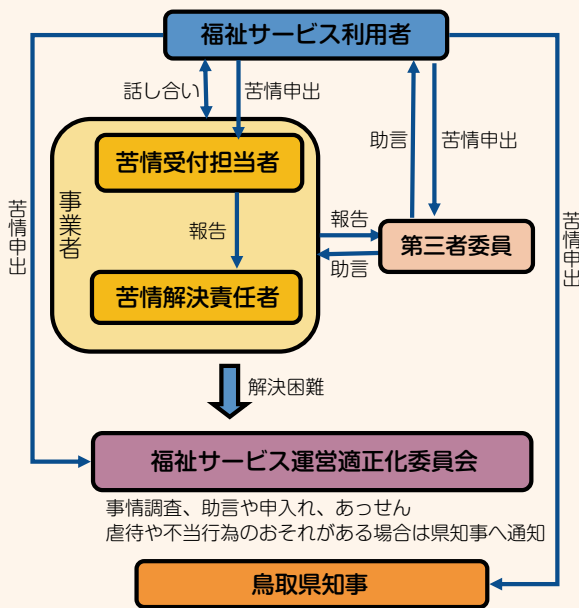 福祉サービス利用者
話し合い
苦情申出
助言
苦情申出
苦情受付担当者
事業者
報告
報告
助言
第三者委員
苦情解決責任者
苦情申出
苦情申出
解決困難
福祉サービス運営適正化委員会
事情調査、助言や申入れ、あっせん
虐待や不当行為のおそれがある場合は県知事へ通知
鳥取県知事